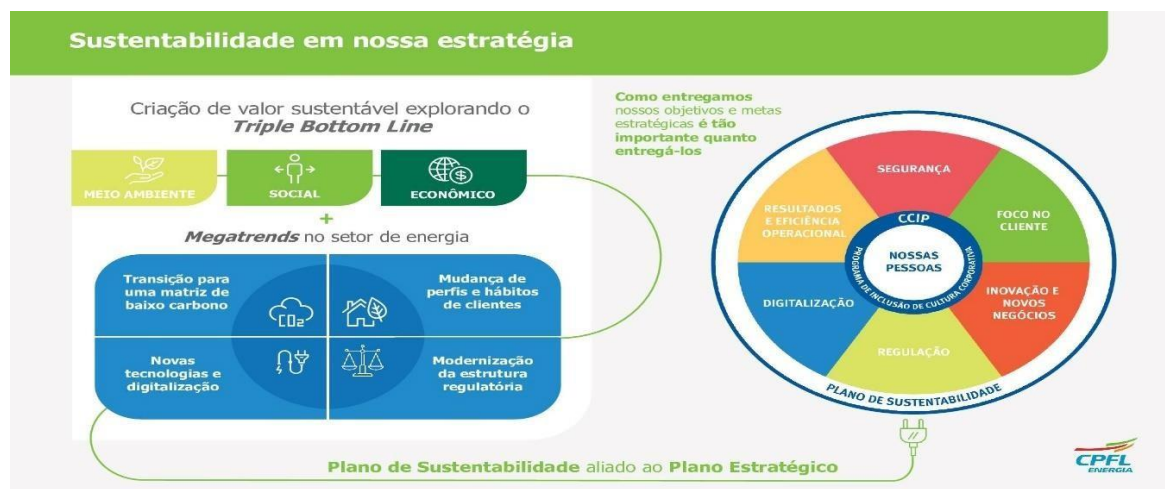 Sustentabilidade em nossa estratégia
Criação de valor sustentável explorando o
Triple Bottom Line
MEIO AMBIENTE
SOCIAL
ECONÔMICO
+
Megatrends no setor de energia
Transição para
uma matriz de
baixo carbono
CO2
Mudança de
perfis e hábitos
de clientes
Novas
tecnologias e
digitalização
Modernização
da estrutura
regulatória
Como entregamos
nossos objetivos e metas
estratégicas é tão
importante quanto
entregá-los
SEGURANÇA
FOCO NO
CLIENTE
INOVAÇÃO E
NOVOS
NEGÓCIOS
REGULAÇÃO
DIGITALIZAÇÃO
RESULTADOS
E EFICIÊNCIA
OPERACIONAL
CCIP
NOSSAS
PESSOAS
PROGRAMA DE INCLUSÃO DE CULTURA CORPORATIVA
PLANO DE SUSTENTABILIDADE
Plano de Sustentabilidade aliado ao Plano Estratégico
CPFL
ENERGIA